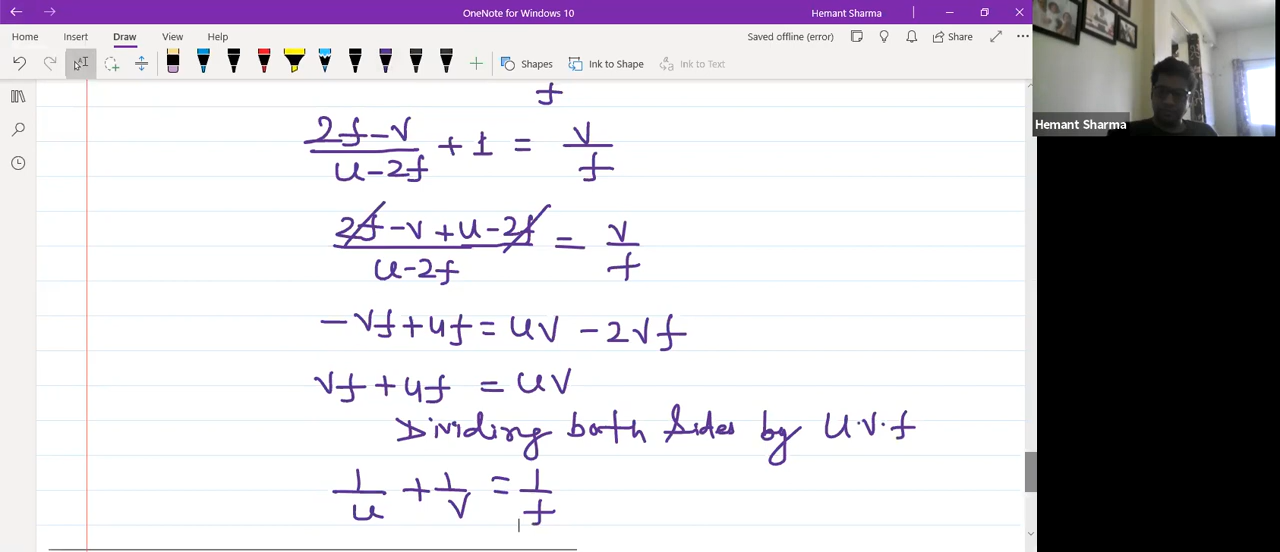 OneNote for Windows 10
Hemant Sharma
Home Insert Draw View Help
Saved offline (error)
Share
Shapes
Ink to Shape
Ink to Text
Hemant Sharma
f
(2f-v)/(u-2f) + 1 = v/f
(2f-v+u-2f)/(u-2f) = v/f
-vf+uf = uv - 2vf
vf+uf = uv
Dividing both sides by u.v.f
1/u + 1/v = 1/f